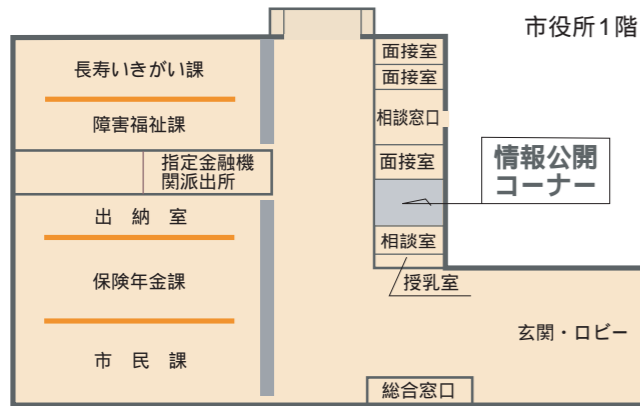 市役所1階
長寿いきがい課
障害福祉課
指定金融機
関派出所
出納室
保険年金課
市民課
面接室
面接室
相談窓口
面接室
情報公開
コーナー
相談室
授乳室
玄関・ロビー
総合窓口